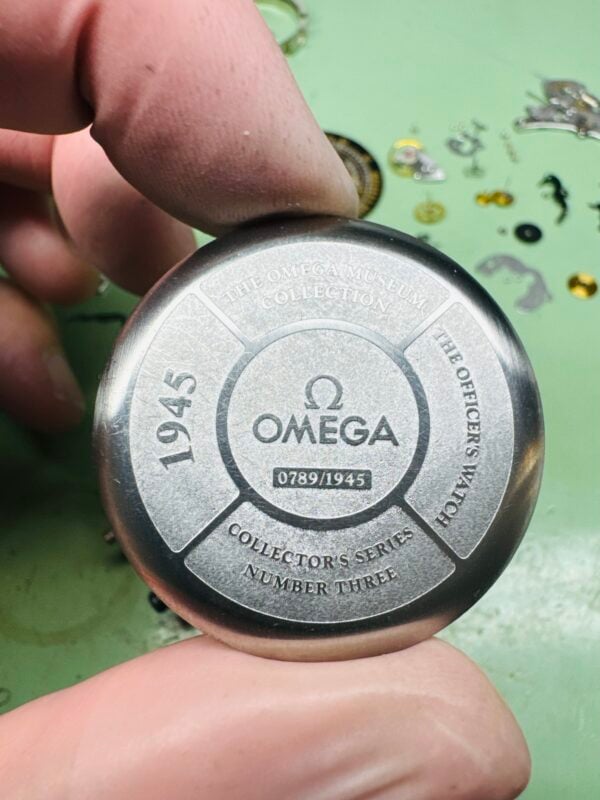 THE OMEGA MUSEUM
COLLECTION
1945
Ω
OMEGA
0789/1945
THE OFFICER'S WATCH
COLLECTOR'S SERIES
NUMBER THREE